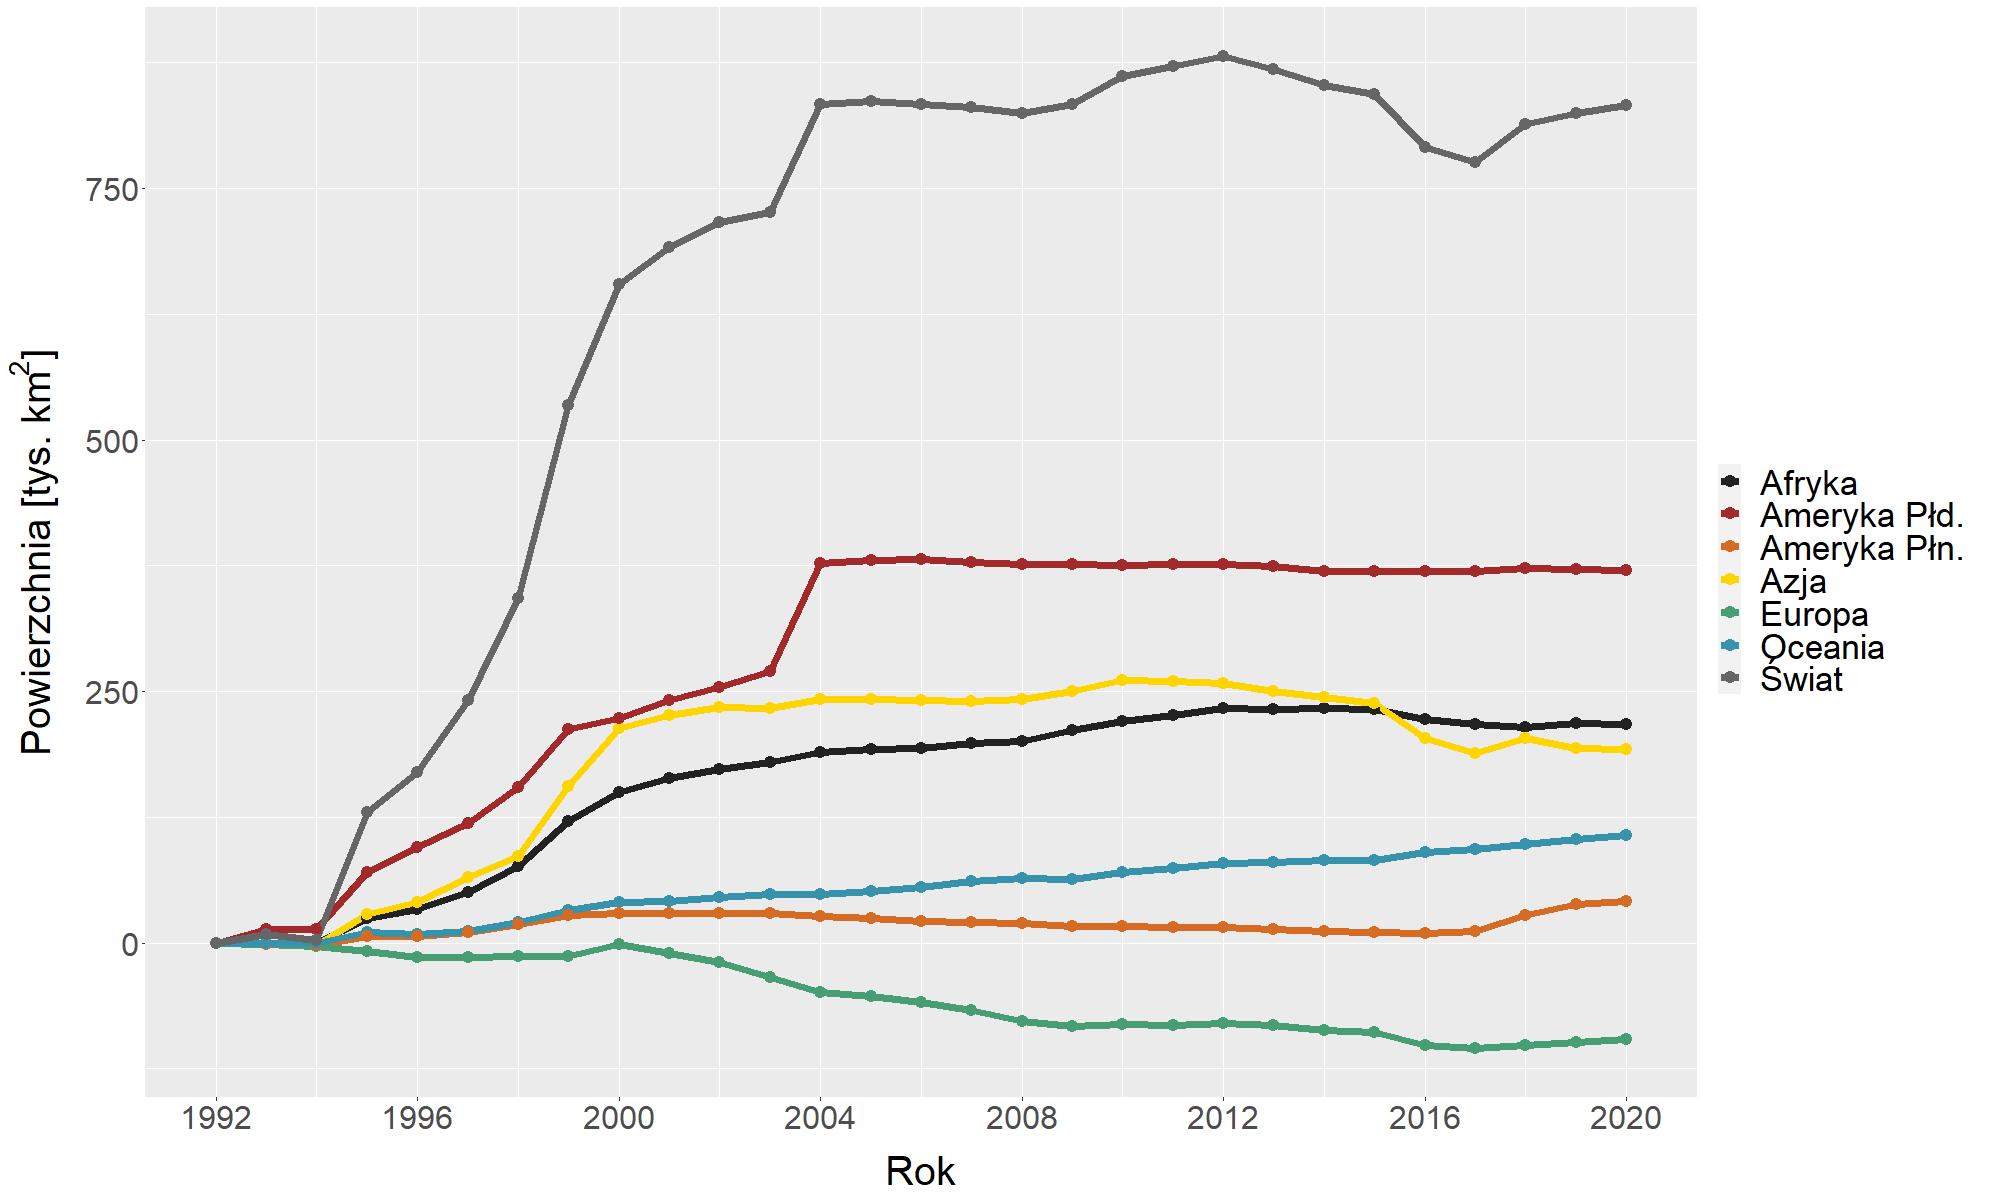 Powierzchnia [tys. km²]
750
500
250
0
1992 1996 2000 2004 2008 2012 2016 2020
Rok
Afryka
Ameryka Płd.
Ameryka Płn.
Azja
Europa
Oceania
Świat